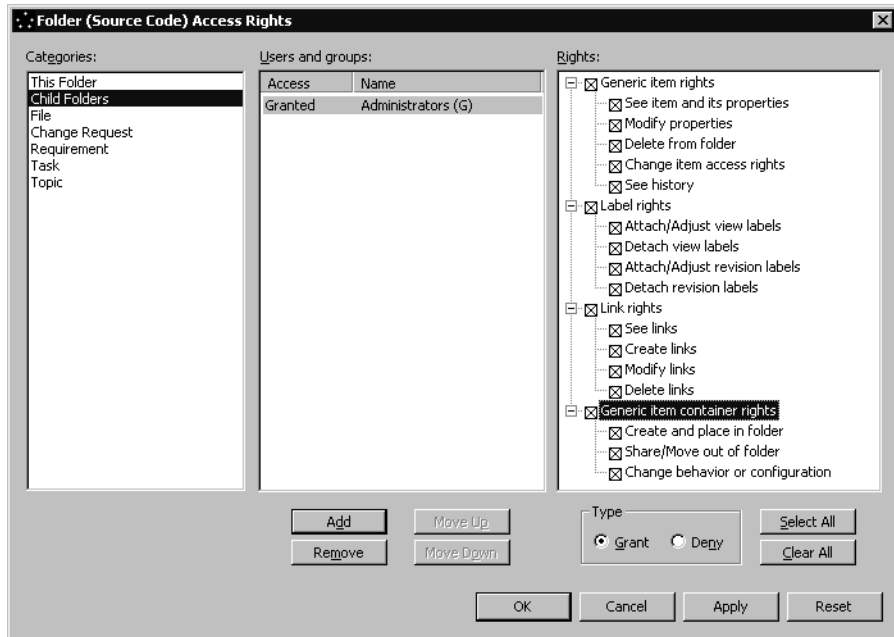 Folder (Source Code) Access Rights
Categories:
This Folder
Child Folders
File
Change Request
Requirement
Task
Topic
Users and groups:
Access Name
Granted Administrators (G)
Add Move Up
Remove Move Down
Rights:
Generic item rights
See item and its properties
Modify properties
Delete from folder
Change item access rights
See history
Label rights
Attach/Adjust view labels
Detach view labels
Attach/Adjust revision labels
Detach revision labels
Link rights
See links
Create links
Modify links
Delete links
Generic item container rights
Create and place in folder
Share/Move out of folder
Change behavior or configuration
Type
Grant Deny
Select All
Clear All
OK Cancel Apply Reset